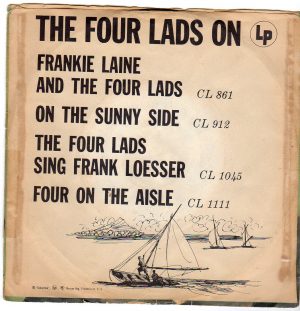 THE FOUR LADS ON LP
FRANKIE LAINE
AND THE FOUR LADS CL 861
ON THE SUNNY SIDE CL 912
THE FOUR LADS
SING FRANK LOESSER CL 1045
FOUR ON THE AISLE CL 1111